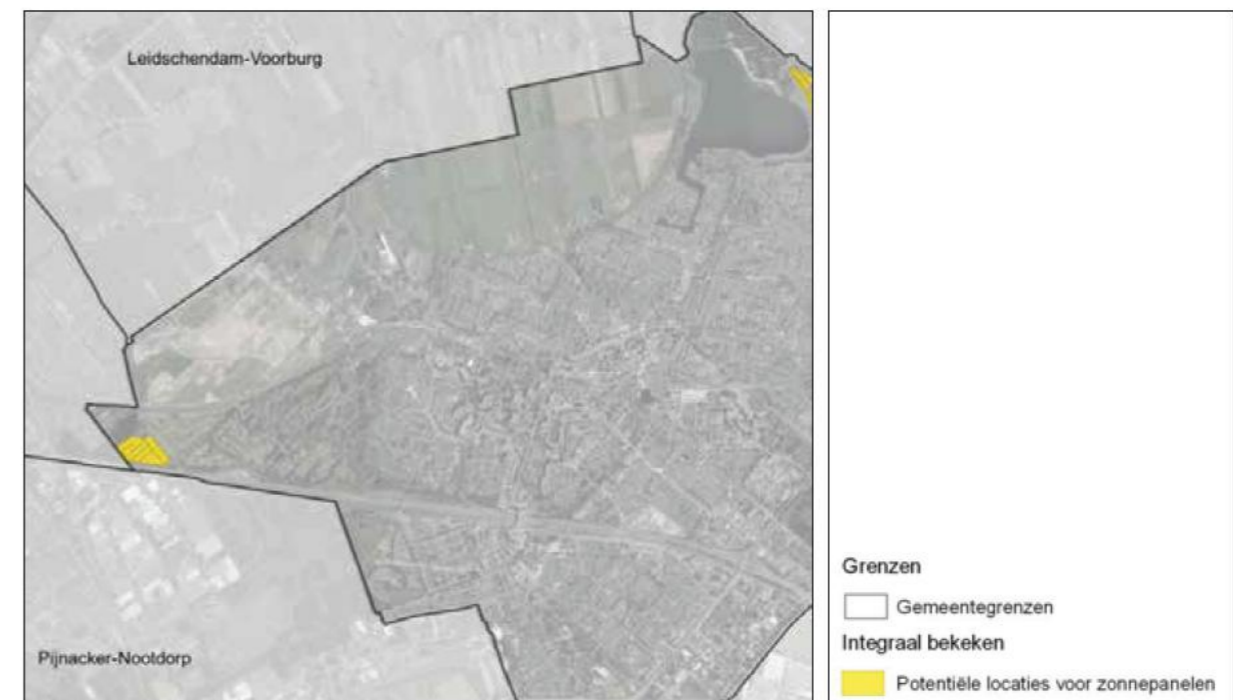 Leidschendam-Voorburg
Pijnacker-Nootdorp
Grenzen
Gemeentegrenzen
Integraal bekeken
Potentiële locaties voor zonnepanelen